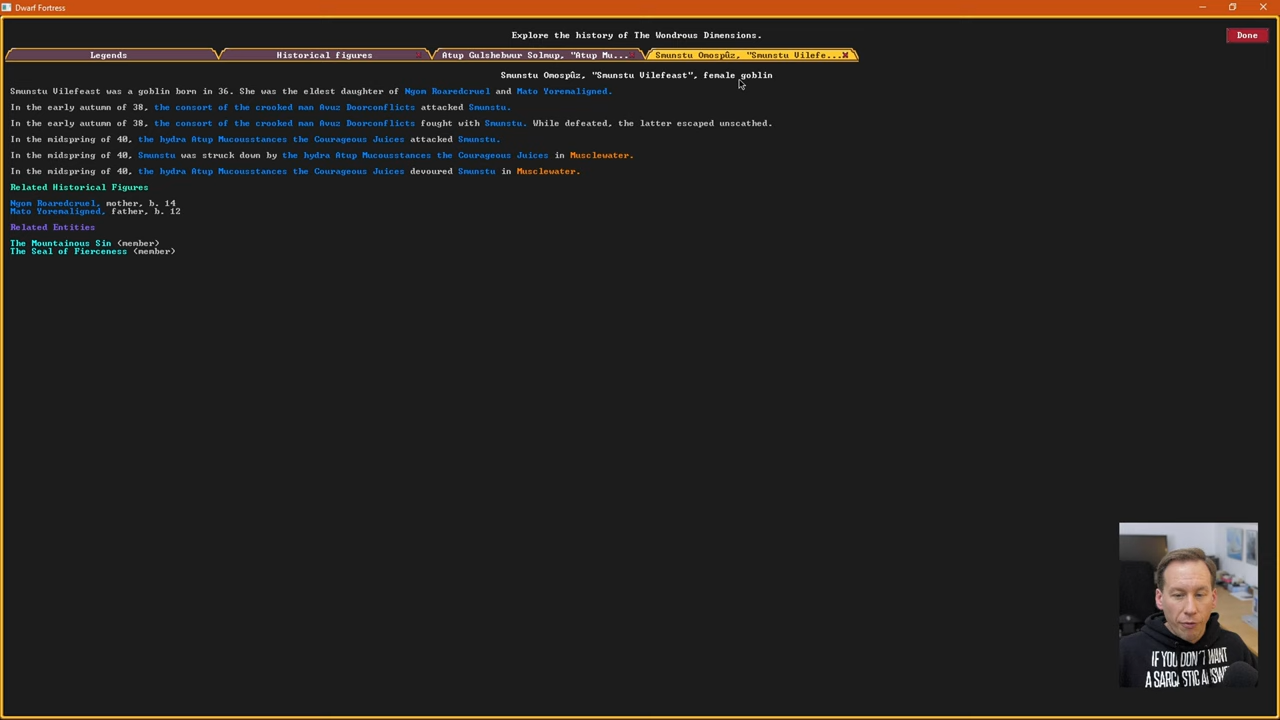 Dwarf Fortress
Explore the history of The Wondrous Dimensions.
Done
Legends
Historical figures
Atup Gulshebwur Solmup, "Atup Mu...
Smunstu Omospûz, "Smunstu Vilefe...
Smunstu Omospûz, "Smunstu Vilefeast", female goblin
Smunstu Vilefeast was a goblin born in 36. She was the eldest daughter of Ngom Roaredcruel and Mato Yoremaligned.
In the early autumn of 38, the consort of the crooked man Avuz Doorconflicts attacked Smunstu.
In the early autumn of 38, the consort of the crooked man Avuz Doorconflicts fought with Smunstu. While defeated, the latter escaped unscathed.
In the midspring of 40, the hydra Atup Mucousstances the Courageous Juices attacked Smunstu.
In the midspring of 40, Smunstu was struck down by the hydra Atup Mucousstances the Courageous Juices in Musclewater.
In the midspring of 40, the hydra Atup Mucousstances the Courageous Juices devoured Smunstu in Musclewater.
Related Historical Figures
Ngom Roaredcruel, mother, b. 14
Mato Yoremaligned, father, b. 12
Related Entities
The Mountainous Sin (member)
The Seal of Fierceness (member)
IF YOU DON'T WANT
A SARCASTIC ANSW